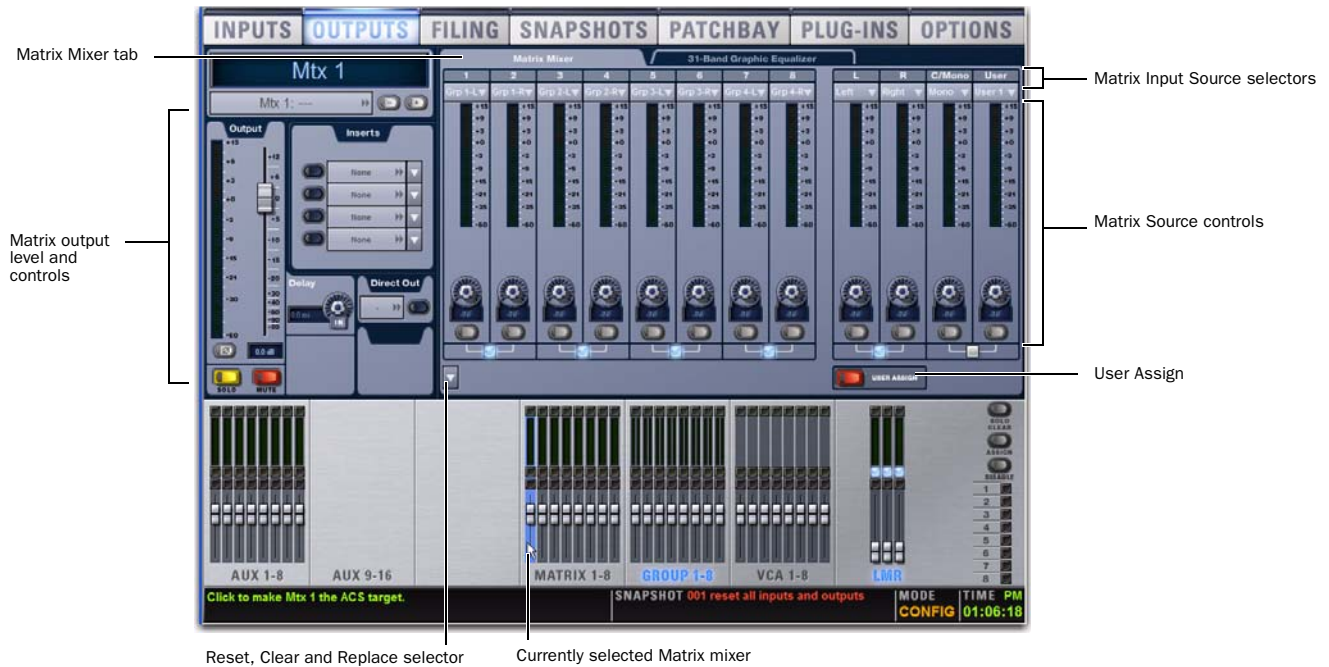 INPUTS OUTPUTS FILING SNAPSHOTS PATCHBAY PLUG-INS OPTIONS
Matrix Mixer tab
Mtx 1
Matrix Mixer
31-Band Graphic Equalizer
Matrix Input Source selectors
1 2 3 4 5 6 7 8 L R C/Mono User
Mtx 1: ---
Grp 1-L Grp 1-R Grp 2-L Grp 2-R Grp 3-L Grp 3-R Grp 4-L Grp 4-R Left Right Mono User 1
Output
Inserts
None
None
None
None
Matrix output
level and
controls
Matrix Source controls
Delay
Direct Out
0.0 ms
IN
0.0 dB
SOLO MUTE
USER ASSIGN
User Assign
SOLO
CLEAR
ASSIGN
DISABLE
1
2
3
4
5
6
7
8
AUX 1-8 AUX 9-16 MATRIX 1-8 GROUP 1-8 VCA 1-8 LMR
Click to make Mtx 1 the ACS target.
SNAPSHOT 001 reset all inputs and outputs
MODE
CONFIG
TIME PM
01:06:18
Reset, Clear and Replace selector
Currently selected Matrix mixer